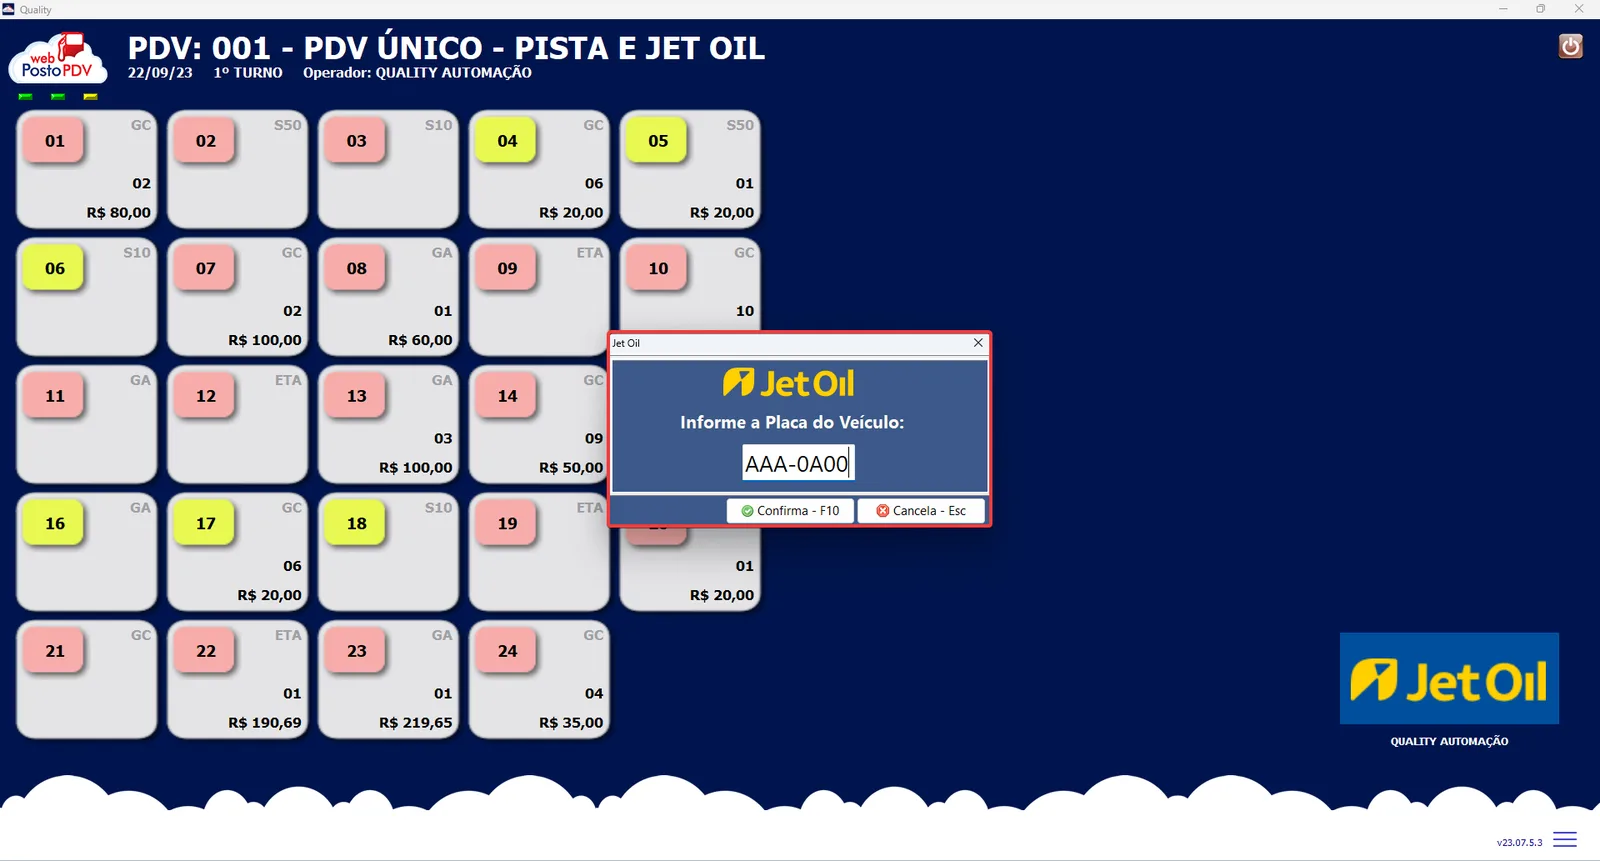 Quality
web
PostoPDV
PDV: 001 - PDV ÚNICO - PISTA E JET OIL
22/09/23 1º TURNO Operador: QUALITY AUTOMAÇÃO
01 GC
02
R$ 80,00
02 S50
03 S10
04 GC
06
R$ 20,00
05 S50
01
R$ 20,00
06 S10
07 GC
02
R$ 100,00
08 GA
01
R$ 60,00
09 ETA
10 GC
10
11 GA
12 ETA
13 GA
03
R$ 100,00
14 GC
09
R$ 50,00
16 GA
17 GC
06
R$ 20,00
18 S10
19 ETA
01
R$ 20,00
21 GC
22 ETA
01
R$ 190,69
23 GA
01
R$ 219,65
24 GC
04
R$ 35,00
Jet Oil
Jet Oil
Informe a Placa do Veículo:
AAA-0A00
Confirma - F10 Cancela - Esc
Jet Oil
QUALITY AUTOMAÇÃO
v23.07.5.3